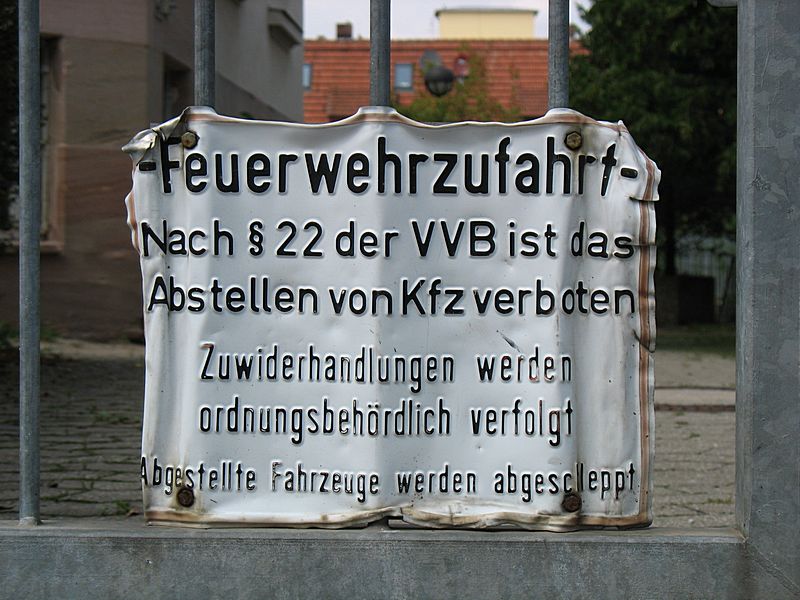 -Feuerwehrzufahrt-
Nach § 22 der VVB ist das
Abstellen von Kfz verboten
Zuwiderhandlungen werden
ordnungsbehördlich verfolgt
Abgestellte Fahrzeuge werden abgeschleppt